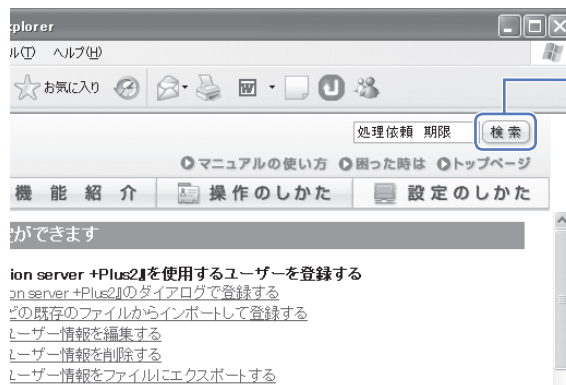 xplorer
ル(T) ヘルプ(H)
お気に入り
処理依頼 期限 検索
マニュアルの使い方 困った時は トップページ
機能紹介 操作のしかた 設定のしかた
ができます
ion server +Plus2』を使用するユーザーを登録する
on server +Plus2』のダイアログで登録する
どの既存のファイルからインポートして登録する
ユーザー情報を編集する
ユーザー情報を削除する
ユーザー情報をファイルにエクスポートする